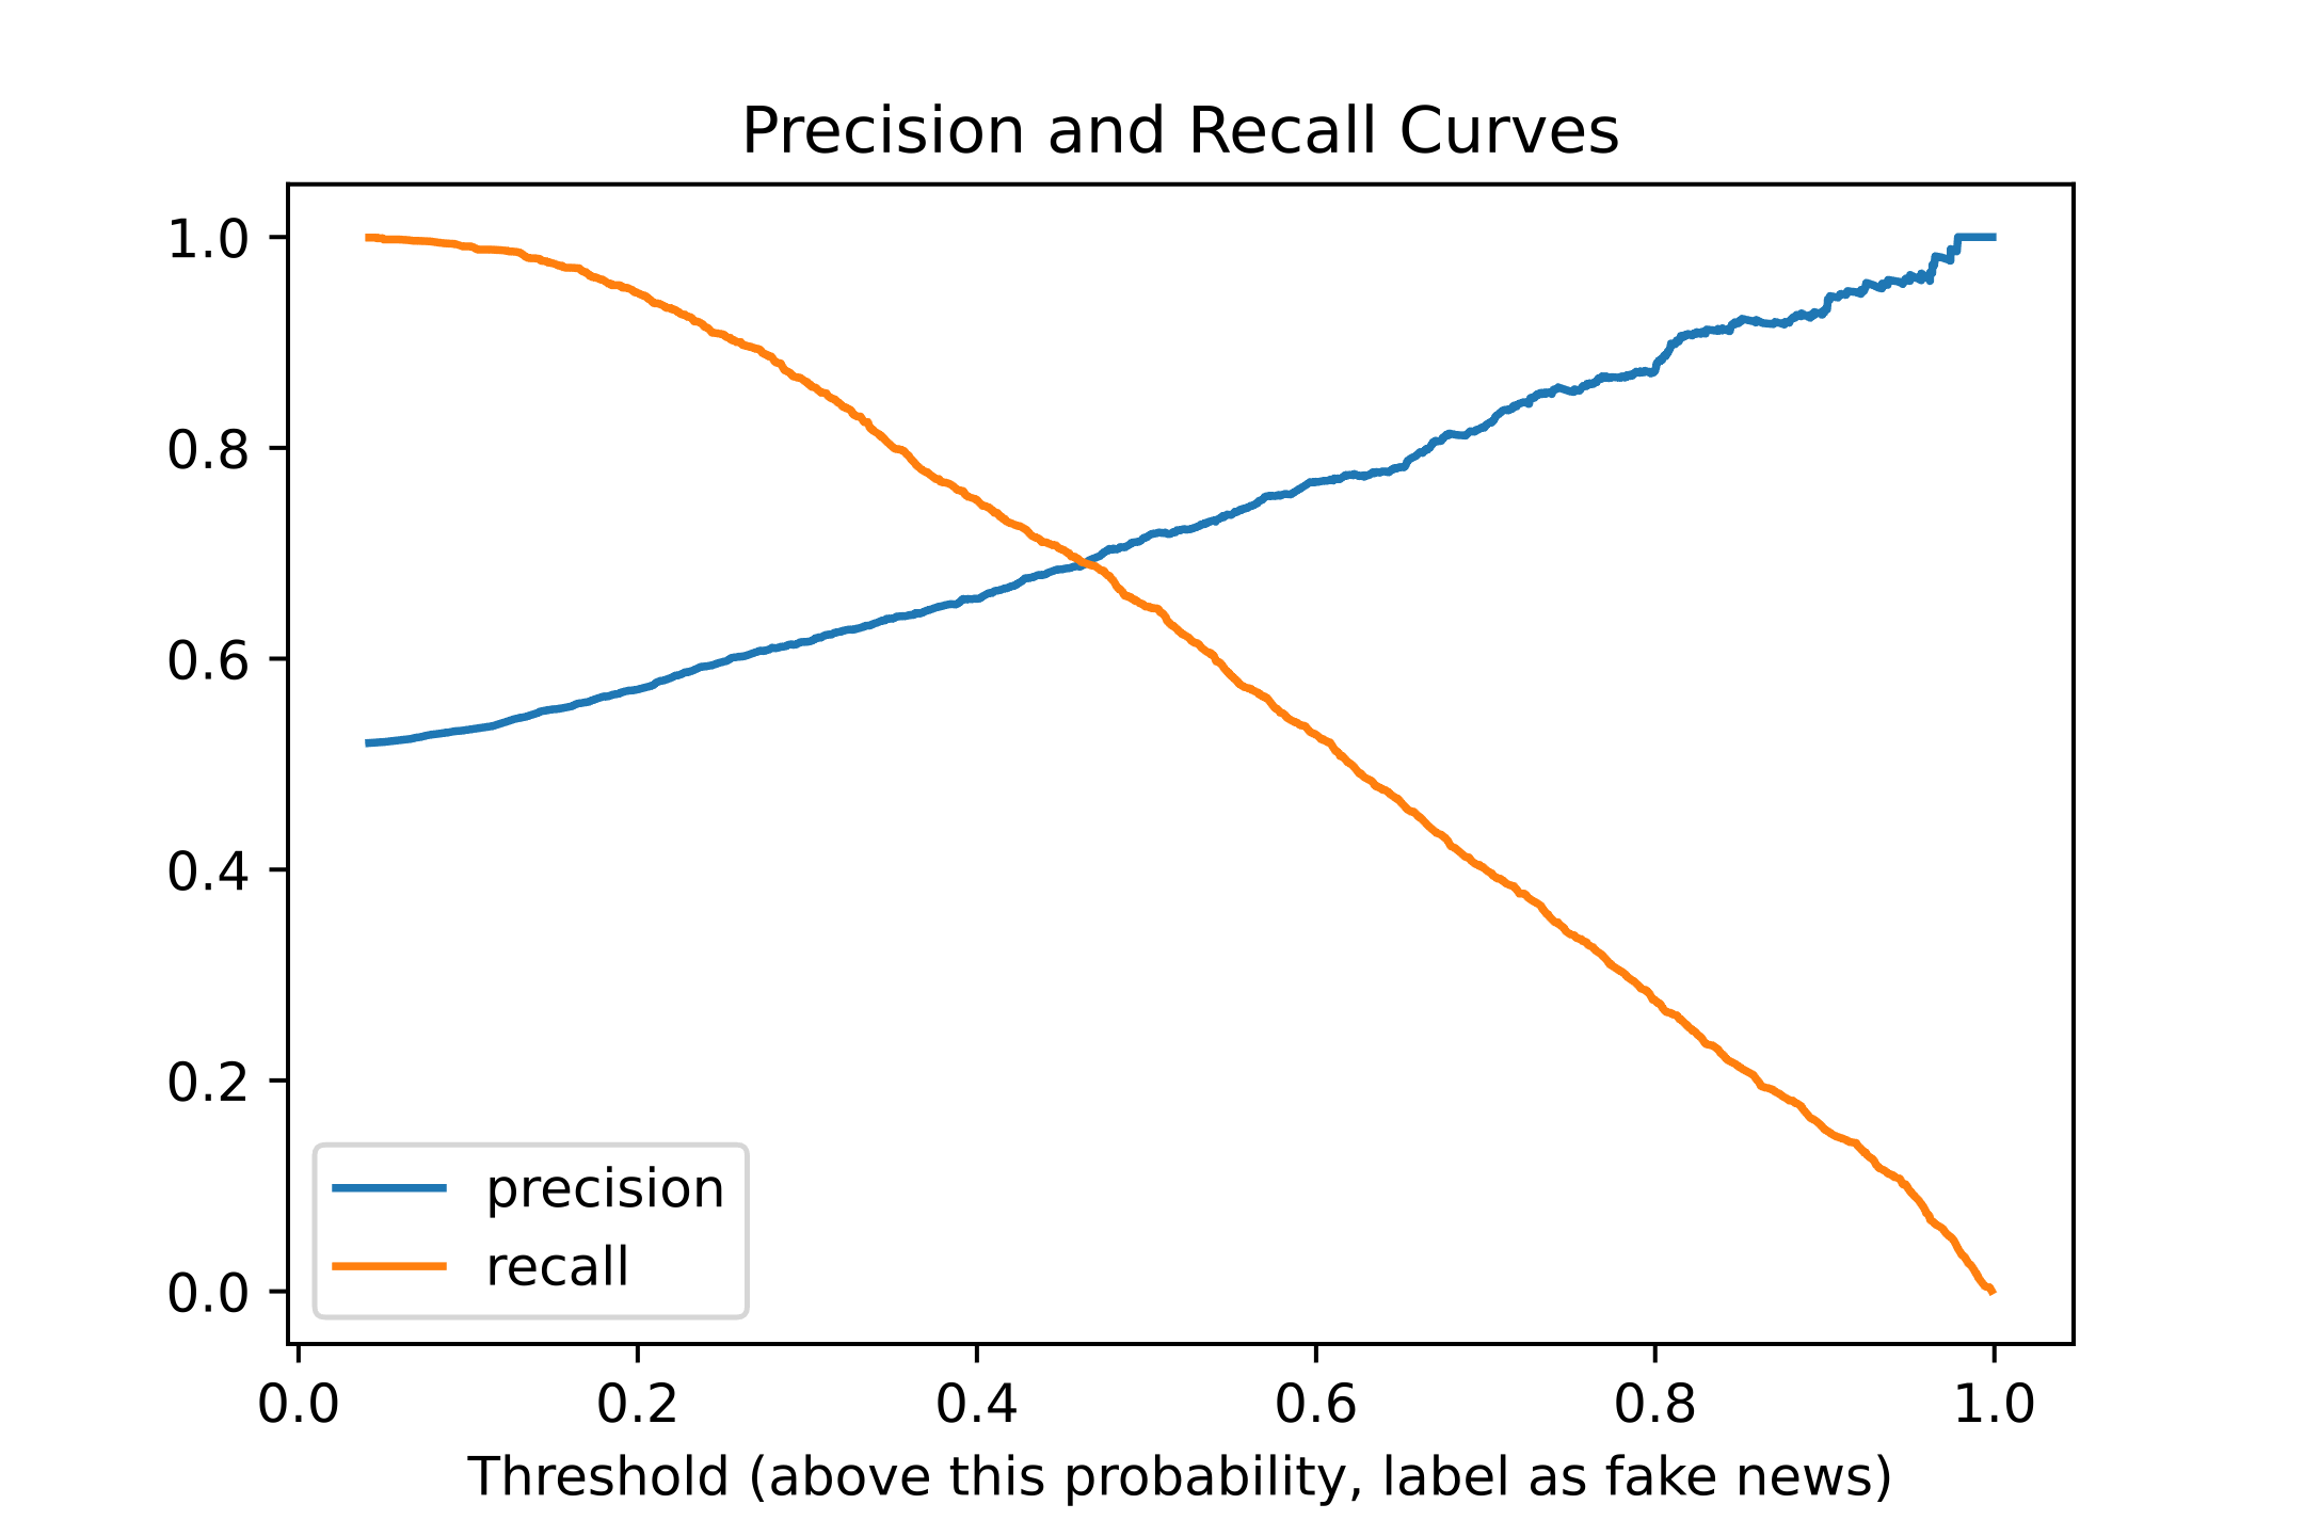 Precision and Recall Curves
1.0
0.8
0.6
0.4
0.2
0.0
precision
recall
0.0 0.2 0.4 0.6 0.8 1.0
Threshold (above this probability, label as fake news)